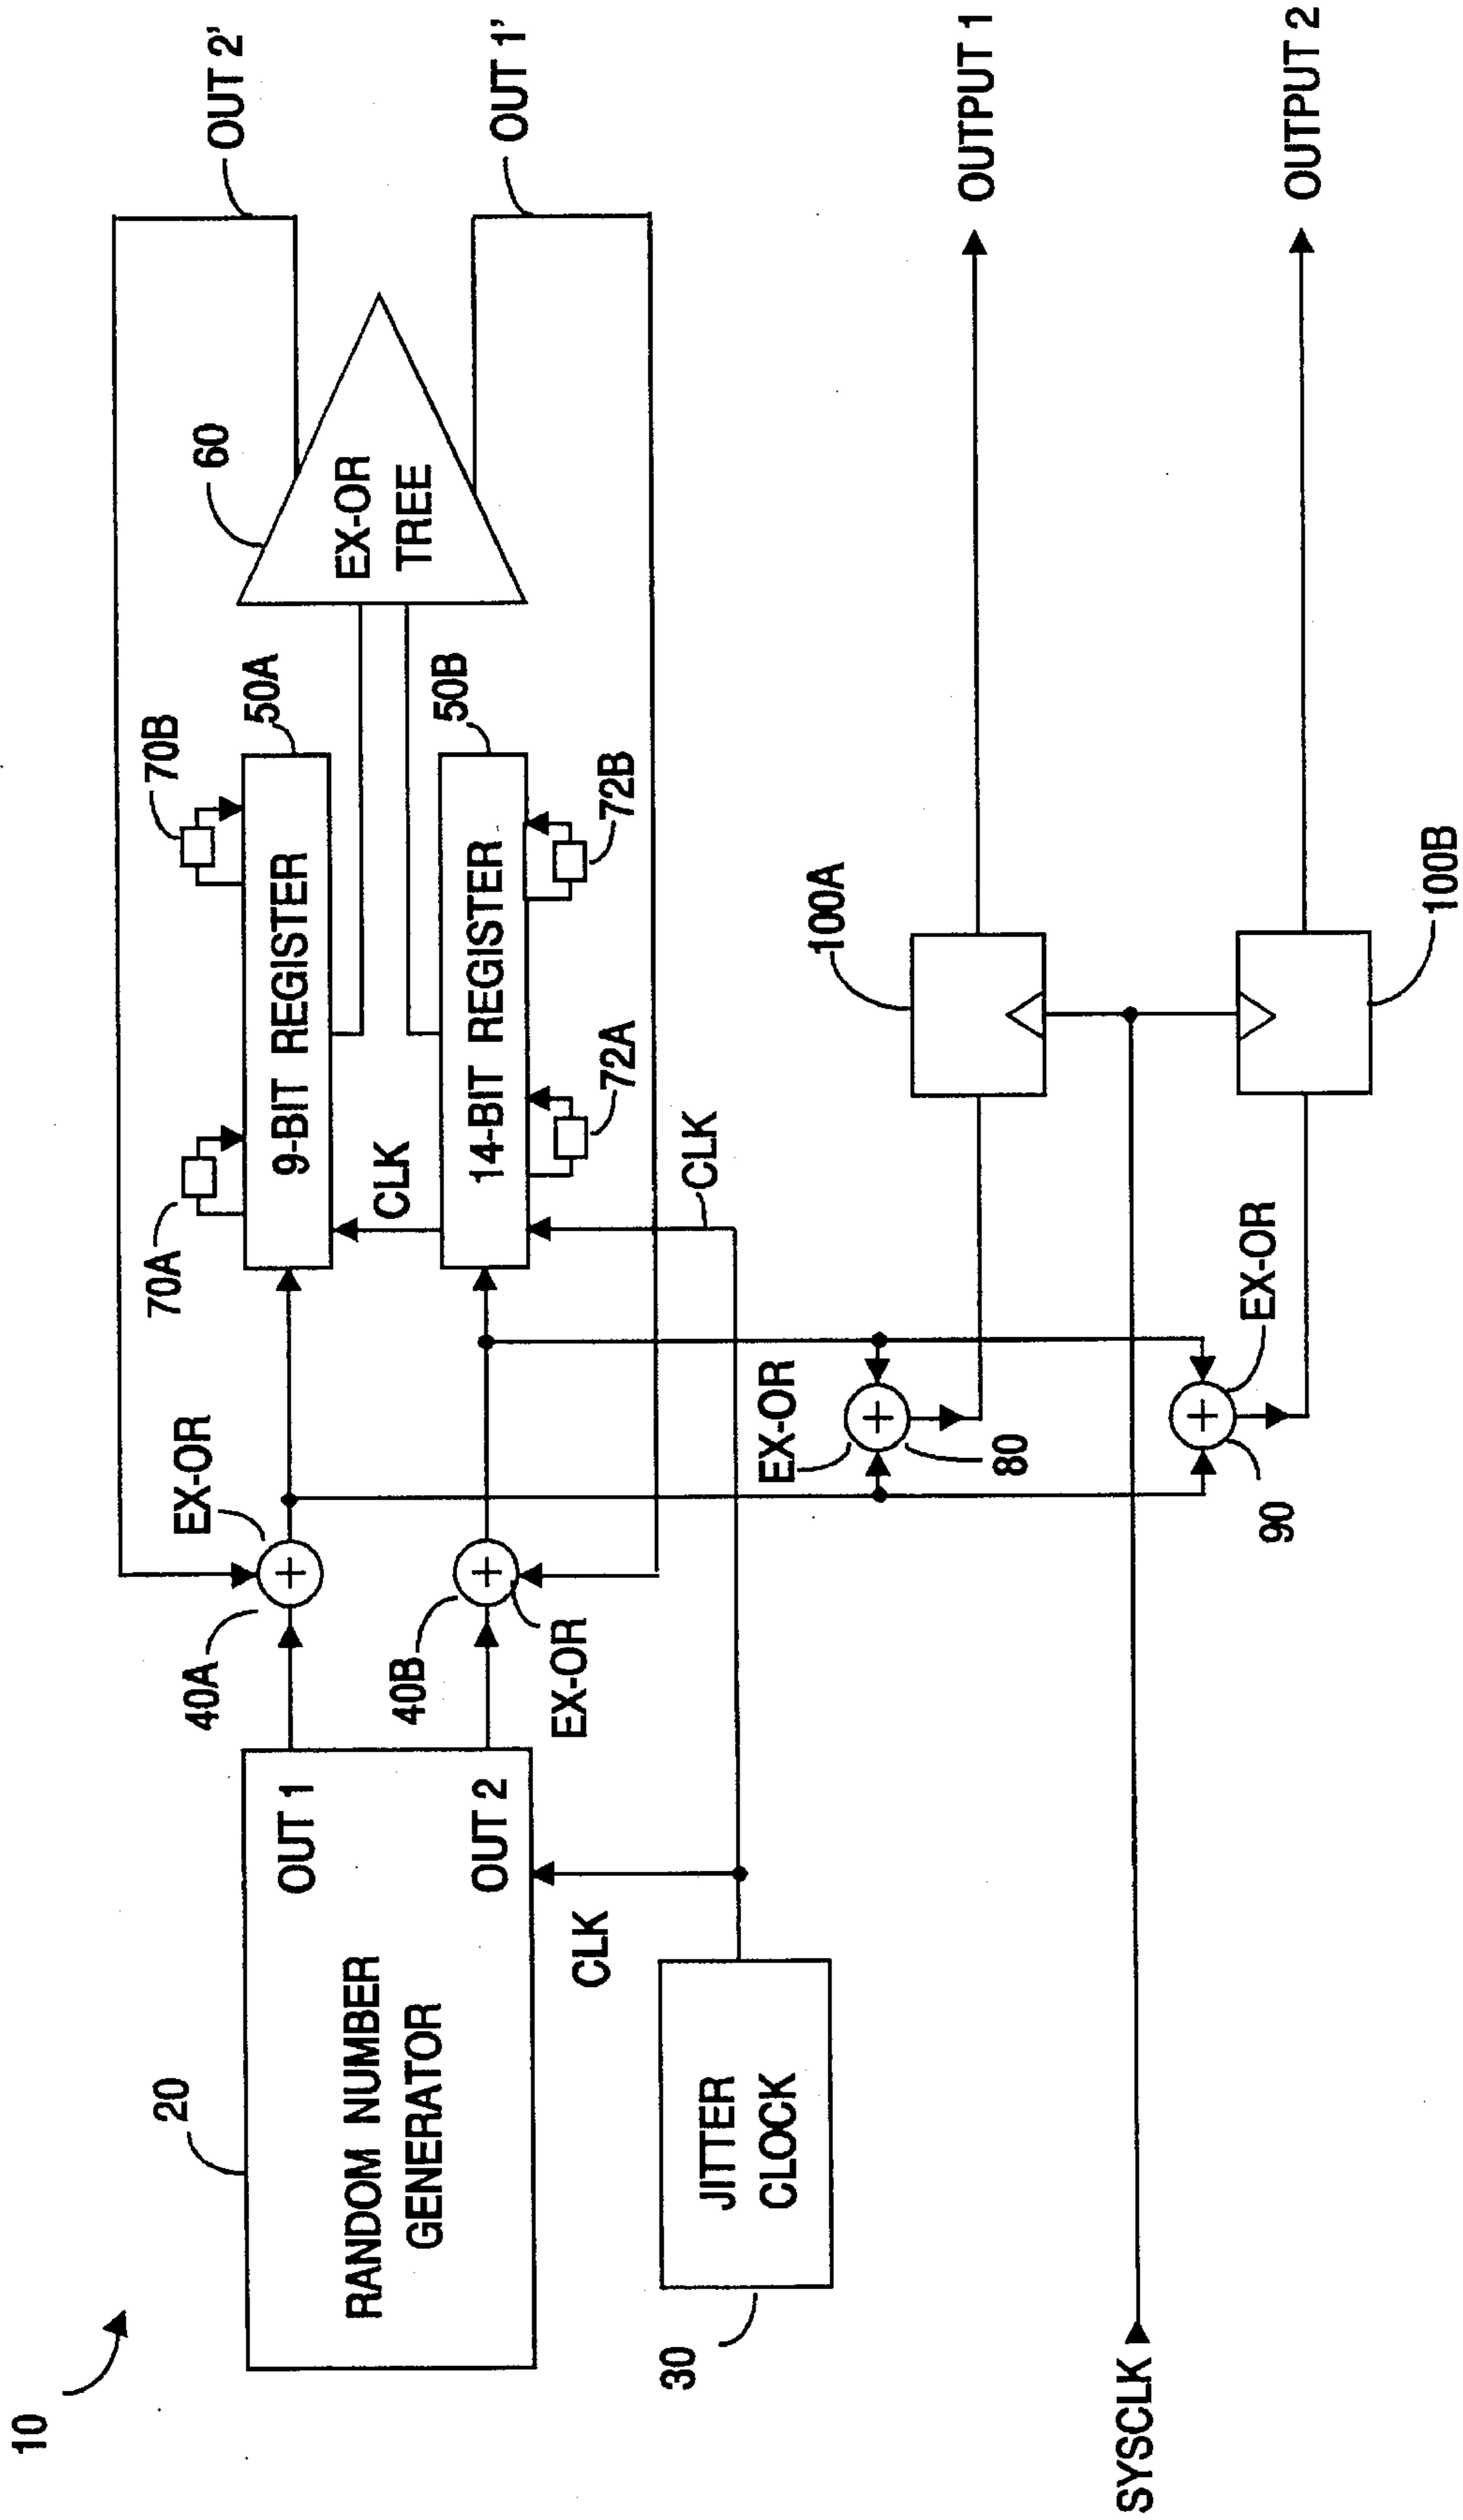 10
20
RANDOM NUMBER
GENERATOR
OUT 1
OUT 2
CLK
30
JITTER
CLOCK
40A
EX-OR
40B
EX-OR
70A
70B
9-BIT REGISTER
50A
CLK
14-BIT REGISTER
50B
72A
72B
CLK
60
EX-OR
TREE
OUT 2'
OUT 1'
EX-OR
80
EX-OR
90
100A
100B
OUTPUT 1
OUTPUT 2
SYSCLK